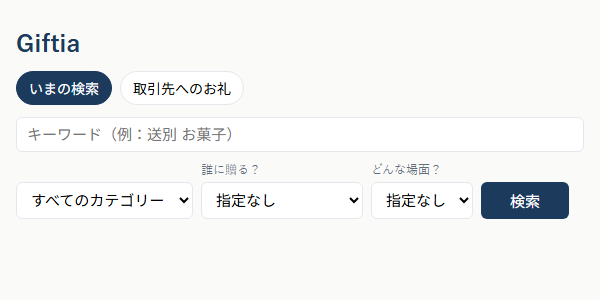 Giftia
いまの検索 取引先へのお礼
キーワード（例：送別 お菓子）
誰に贈る？ どんな場面？
すべてのカテゴリー 指定なし 指定なし 検索